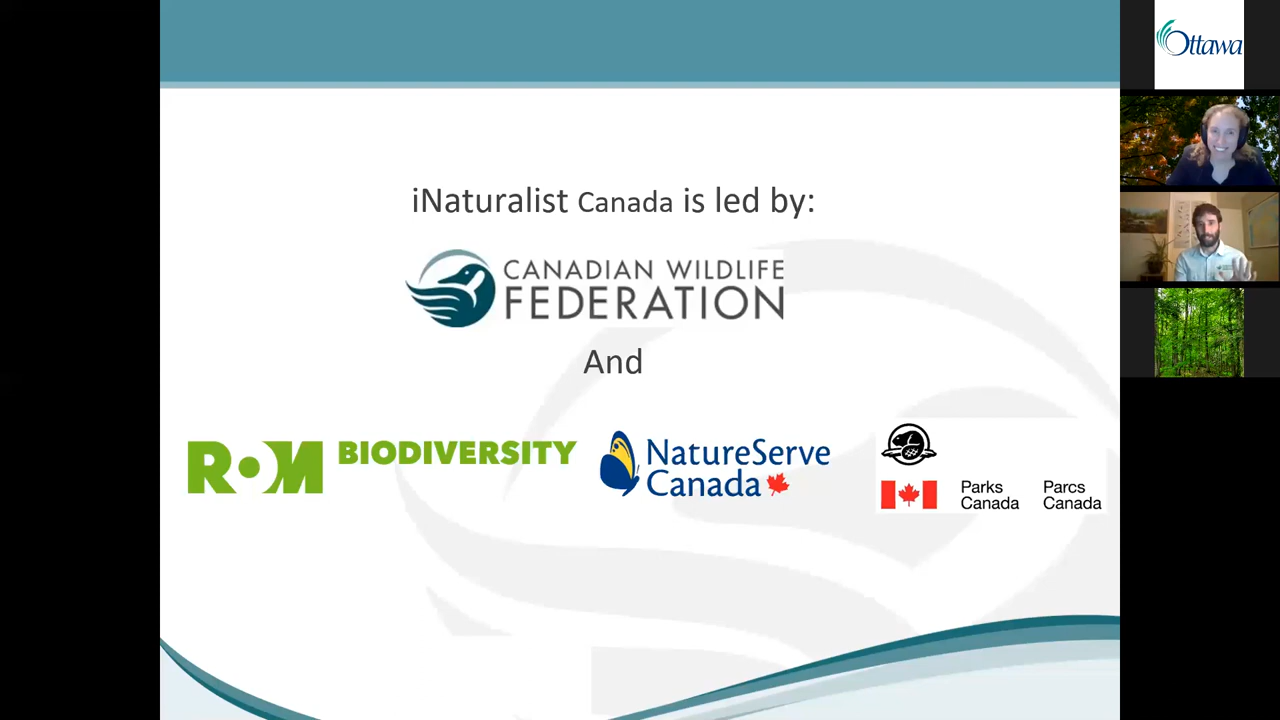 iNaturalist Canada is led by:
CANADIAN WILDLIFE
FEDERATION
And
ROM BIODIVERSITY
NatureServe
Canada
Parks
Canada
Parcs
Canada
Ottawa